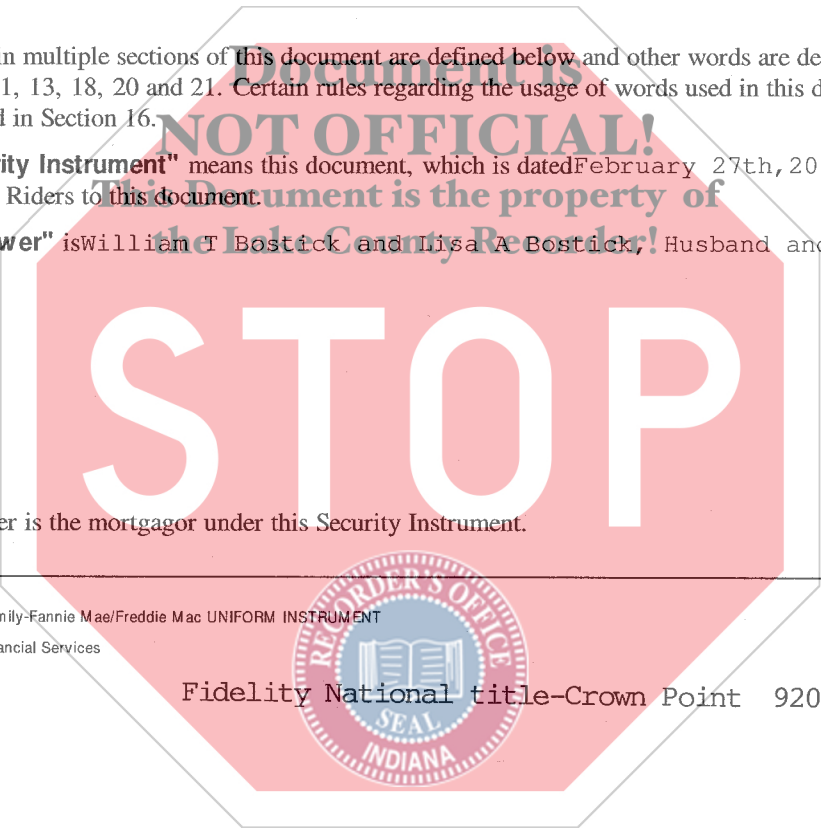 in multiple sections of this document are defined below and other words are de
1, 13, 18, 20 and 21. Certain rules regarding the usage of words used in this d
d in Section 16.
Document is
NOT OFFICIAL!
This Document is the property of
the Lake County Recorder!
ity Instrument" means this document, which is datedFebruary 27th,20
Riders to this document.
wer" isWilliam T Bostick and Lisa A Bostick, Husband and
STOP
er is the mortgagor under this Security Instrument.
mily-Fannie Mae/Freddie Mac UNIFORM INSTRUMENT
ancial Services
RECORDER'S OFFICE
SEAL
INDIANA
Fidelity National title-Crown Point 920